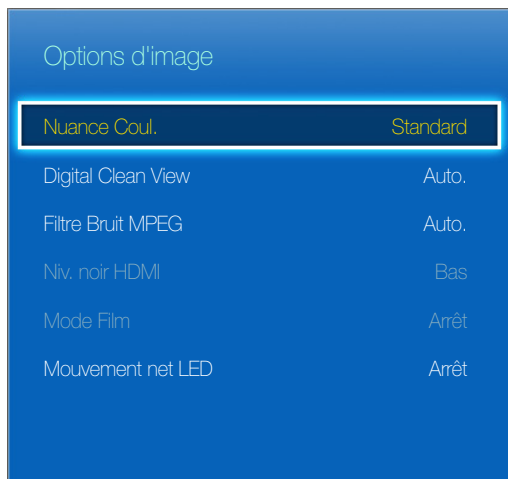 Options d'image
Nuance Coul. Standard
Digital Clean View Auto.
Filtre Bruit MPEG Auto.
Niv. noir HDMI Bas
Mode Film Arrêt
Mouvement net LED Arrêt